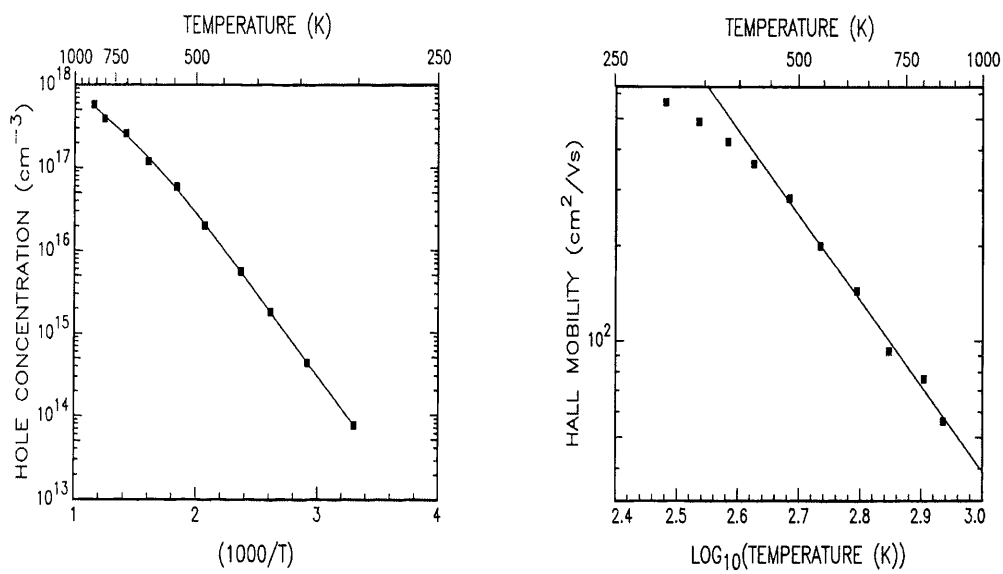 TEMPERATURE (K)
1000 750 500 250
10^18
10^17
10^16
10^15
10^14
10^13
HOLE CONCENTRATION (cm^−3)
1 2 3 4
(1000/T)
TEMPERATURE (K)
250 500 750 1000
10^2
HALL MOBILITY (cm^2/Vs)
2.4 2.5 2.6 2.7 2.8 2.9 3.0
LOG_10(TEMPERATURE (K))